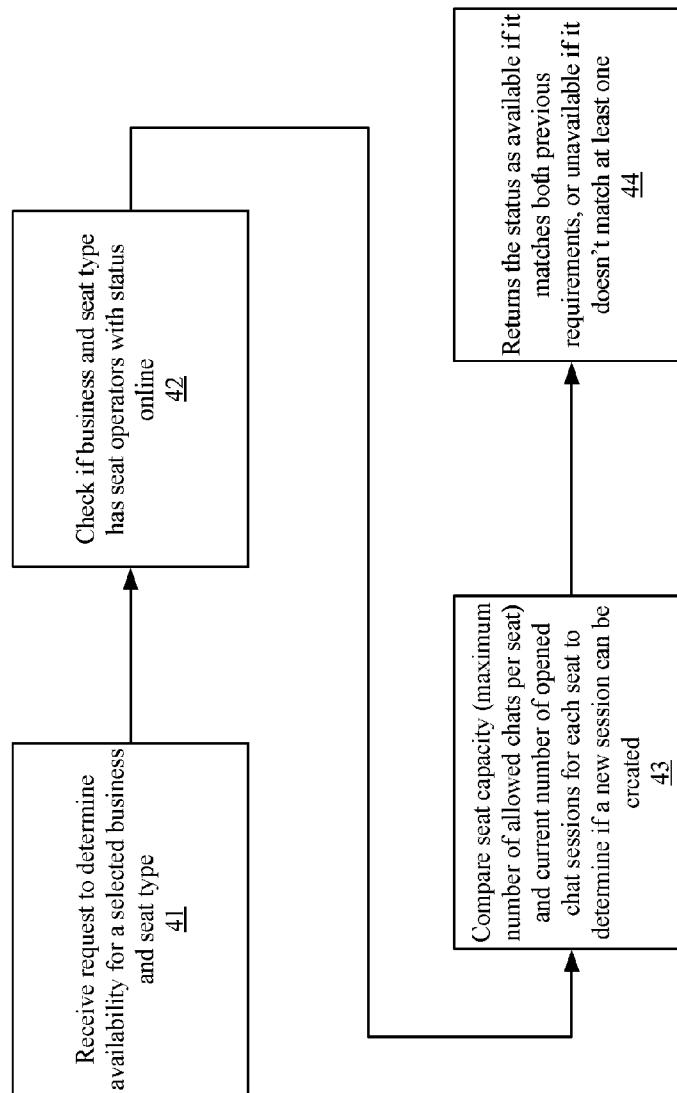 Receive request to determine
availability for a selected business
and seat type
41
Check if business and seat type
has seat operators with status
online
42
Compare seat capacity (maximum
number of allowed chats per seat)
and current number of opened
chat sessions for each seat to
determine if a new session can be
created
43
Returns the status as available if it
matches both previous
requirements, or unavailable if it
doesn't match at least one
44